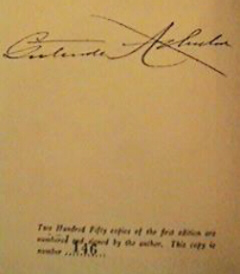 Gertrude Atherton
Two Hundred Fifty copies of the first edition are
numbered and signed by the author. This copy is
number 146